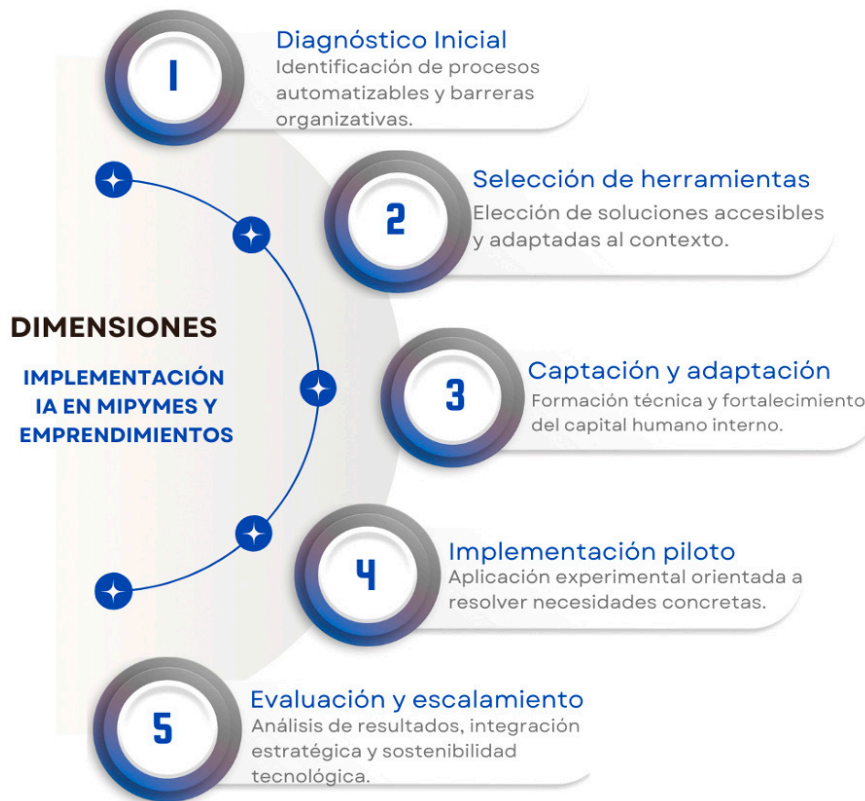 1
Diagnóstico Inicial
Identificación de procesos
automatizables y barreras
organizativas.
2
Selección de herramientas
Elección de soluciones accesibles
y adaptadas al contexto.
DIMENSIONES
IMPLEMENTACIÓN
IA EN MIPYMES Y
EMPRENDIMIENTOS
3
Captación y adaptación
Formación técnica y fortalecimiento
del capital humano interno.
4
Implementación piloto
Aplicación experimental orientada a
resolver necesidades concretas.
5
Evaluación y escalamiento
Análisis de resultados, integración
estratégica y sostenibilidad
tecnológica.